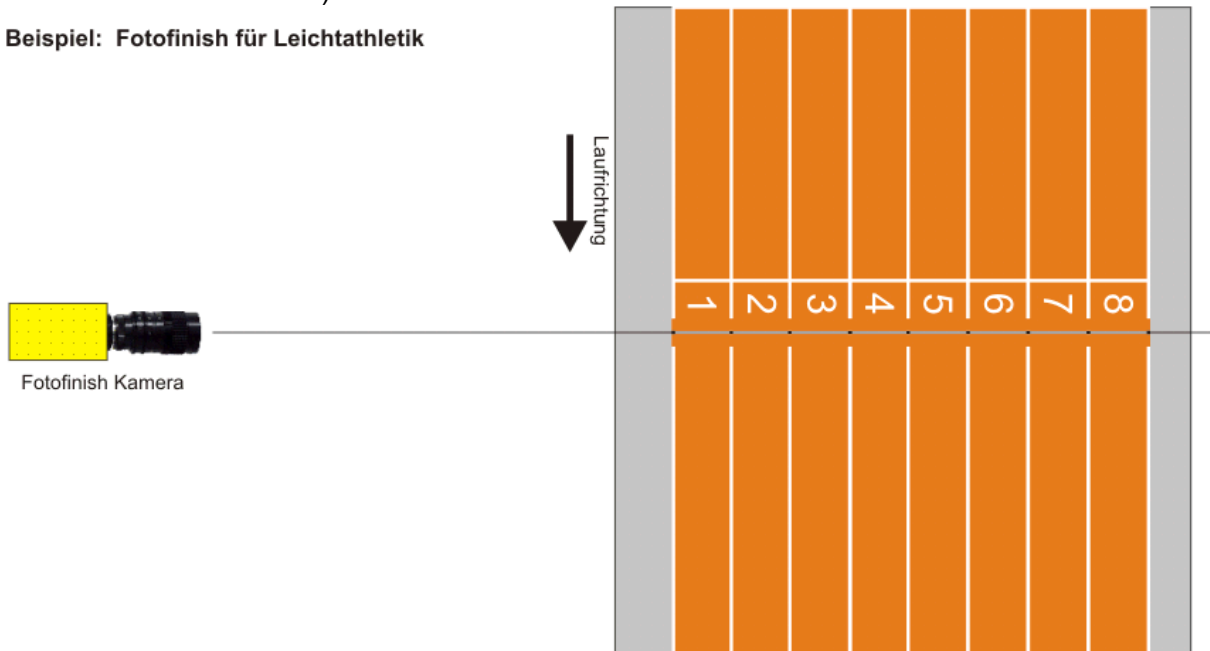 Beispiel: Fotofinish für Leichtathletik
Laufrichtung
1 2 3 4 5 6 7 8
Fotofinish Kamera